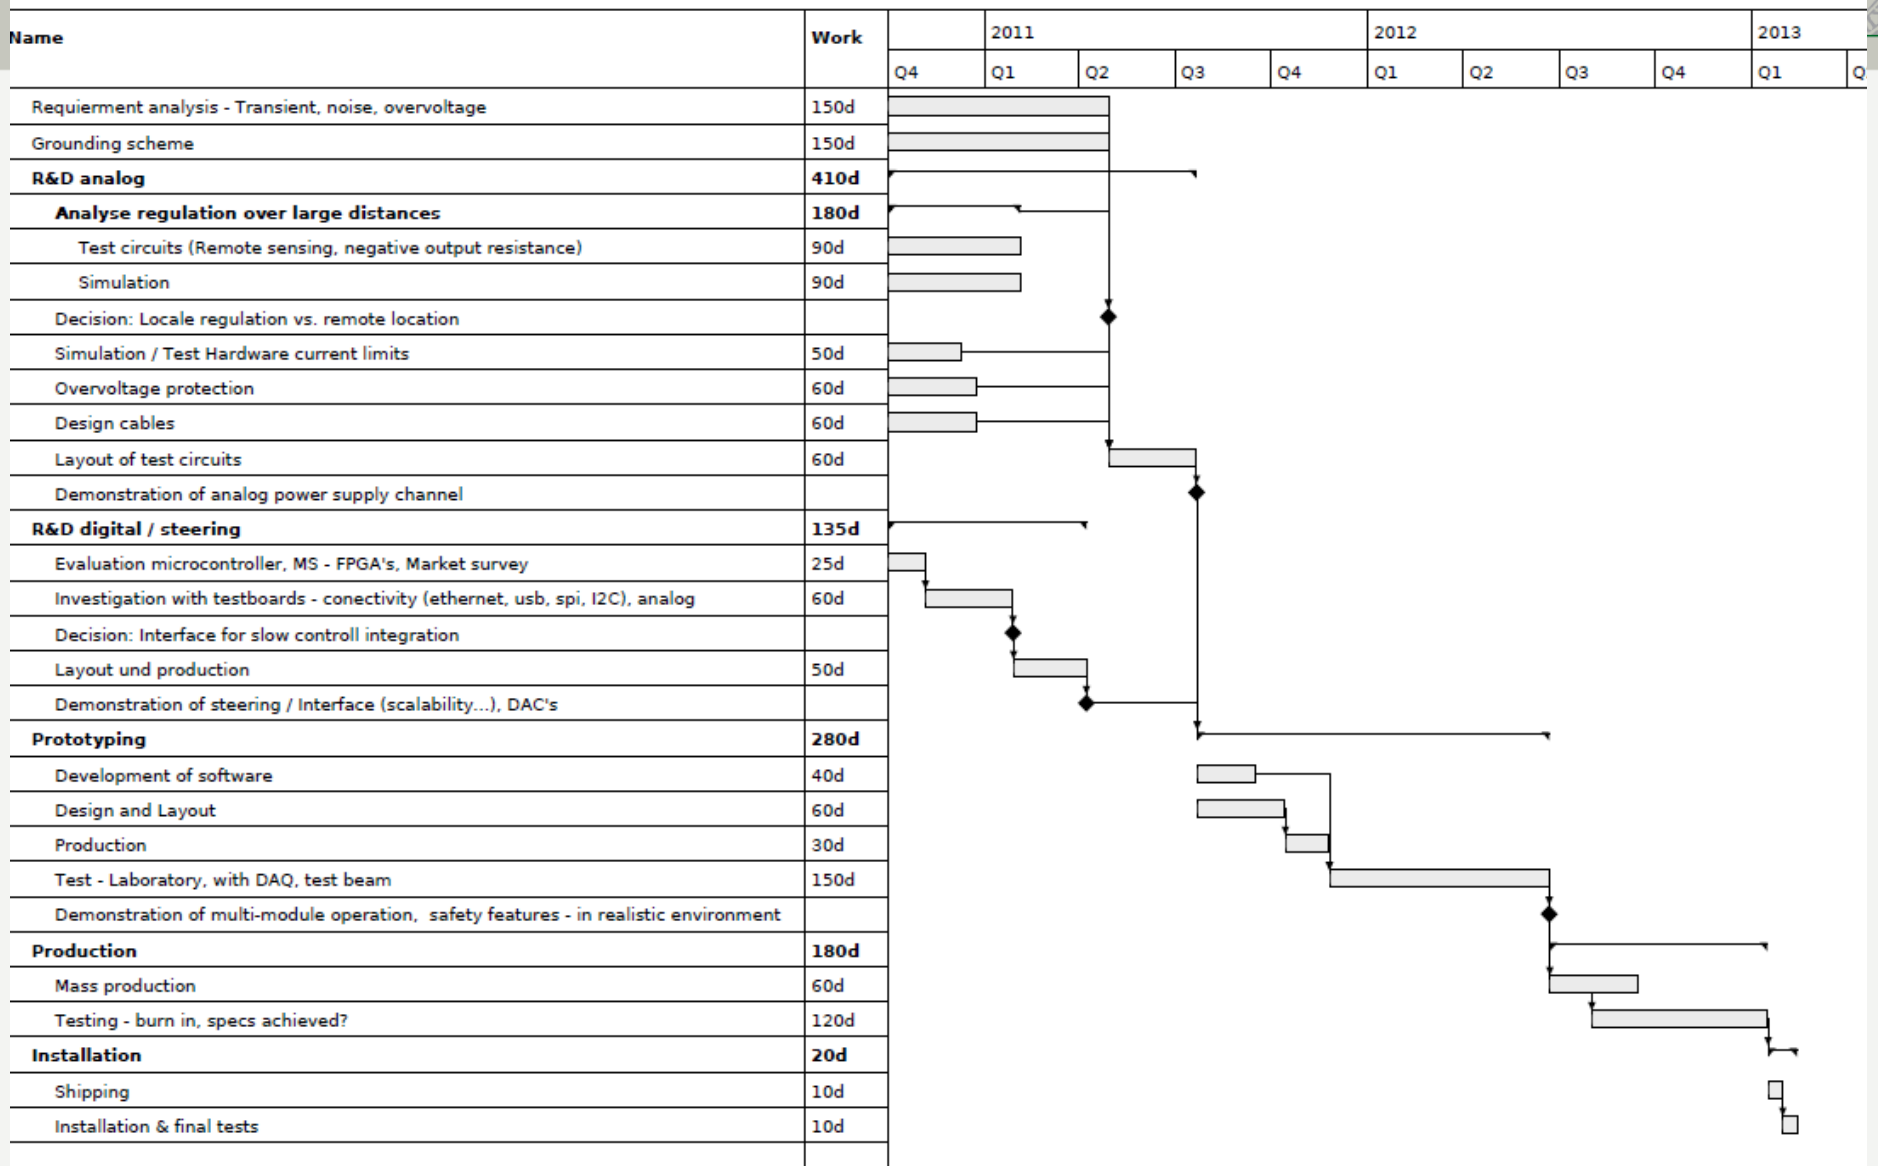 Name Work 2011 2012 2013
Q4 Q1 Q2 Q3 Q4 Q1 Q2 Q3 Q4 Q1 Q
Requierment analysis - Transient, noise, overvoltage 150d
Grounding scheme 150d
R&D analog 410d
Analyse regulation over large distances 180d
Test circuits (Remote sensing, negative output resistance) 90d
Simulation 90d
Decision: Locale regulation vs. remote location
Simulation / Test Hardware current limits 50d
Overvoltage protection 60d
Design cables 60d
Layout of test circuits 60d
Demonstration of analog power supply channel
R&D digital / steering 135d
Evaluation microcontroller, MS - FPGA's, Market survey 25d
Investigation with testboards - conectivity (ethernet, usb, spi, I2C), analog 60d
Decision: Interface for slow controll integration
Layout und production 50d
Demonstration of steering / Interface (scalability...), DAC's
Prototyping 280d
Development of software 40d
Design and Layout 60d
Production 30d
Test - Laboratory, with DAQ, test beam 150d
Demonstration of multi-module operation,  safety features - in realistic environment
Production 180d
Mass production 60d
Testing - burn in, specs achieved? 120d
Installation 20d
Shipping 10d
Installation & final tests 10d